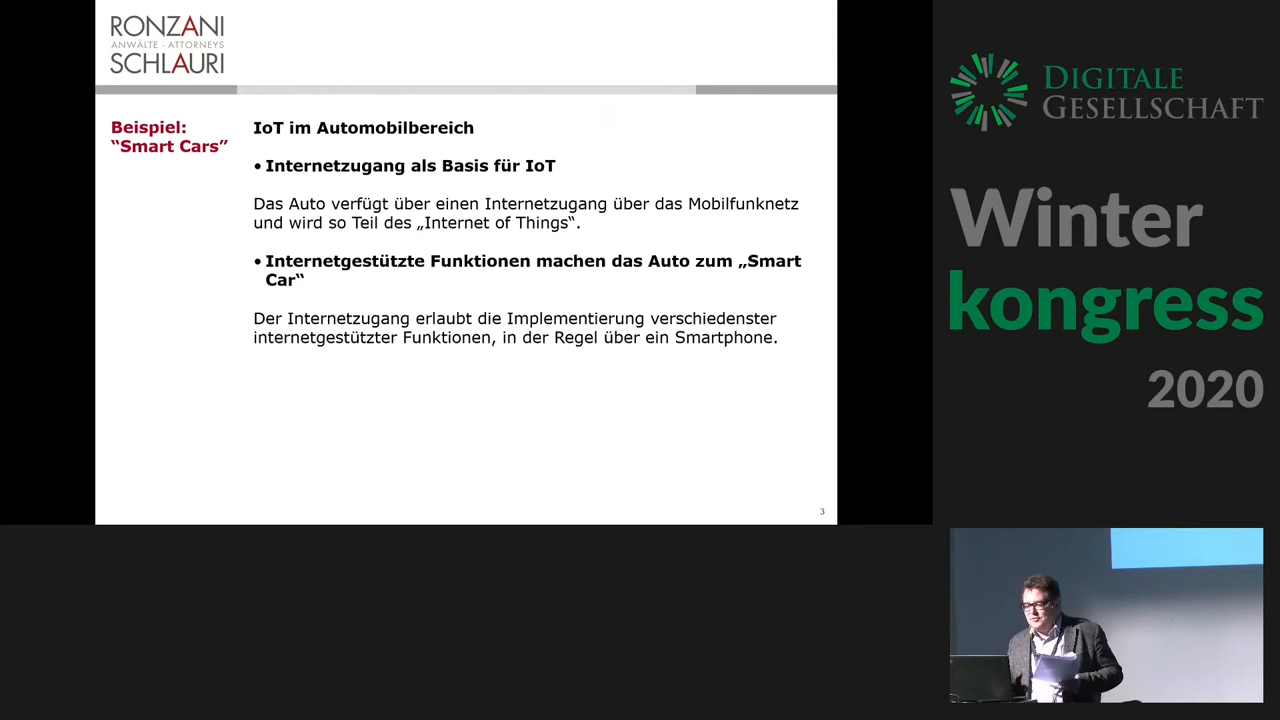 RONZANI
ANWÄLTE - ATTORNEYS
SCHLAURI
Beispiel:
“Smart Cars”
IoT im Automobilbereich
• Internetzugang als Basis für IoT
Das Auto verfügt über einen Internetzugang über das Mobilfunknetz
und wird so Teil des „Internet of Things“.
• Internetgestützte Funktionen machen das Auto zum „Smart
Car“
Der Internetzugang erlaubt die Implementierung verschiedenster
internetgestützter Funktionen, in der Regel über ein Smartphone.
3
DIGITALE
GESELLSCHAFT
Winter
kongress
2020